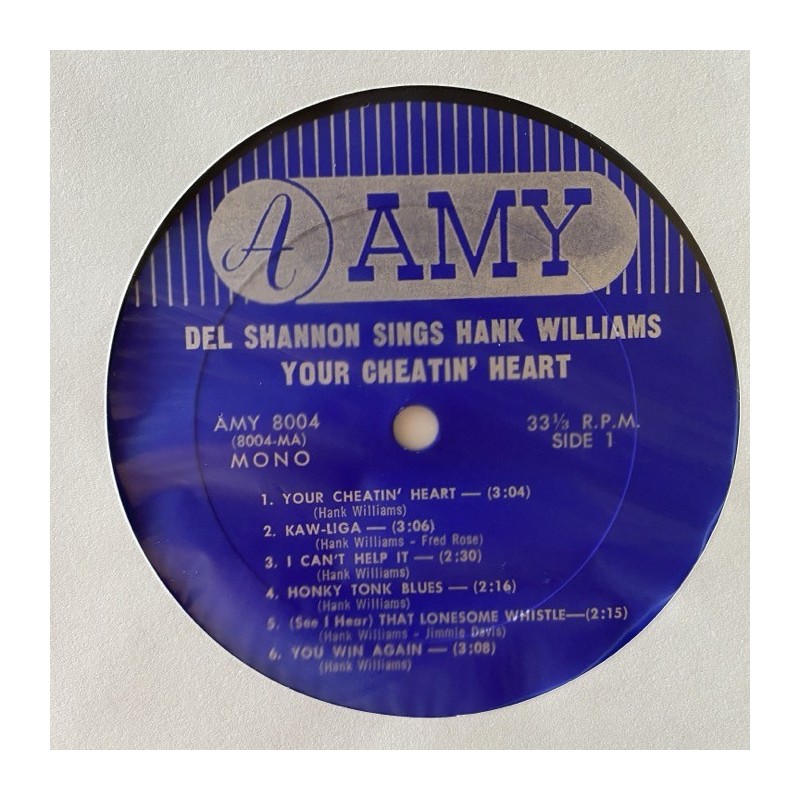 A AMY
DEL SHANNON SINGS HANK WILLIAMS
YOUR CHEATIN' HEART
AMY 8004
(8004-MA)
MONO
33⅓ R.P.M.
SIDE 1
1. YOUR CHEATIN' HEART — (3:04)
(Hank Williams)
2. KAW-LIGA — (3:06)
(Hank Williams - Fred Rose)
3. I CAN'T HELP IT — (2:30)
(Hank Williams)
4. HONKY TONK BLUES — (2:16)
(Hank Williams)
5. (See I Hear) THAT LONESOME WHISTLE—(2:15)
(Hank Williams - Jimmie Davis)
6. YOU WIN AGAIN — (3:08)
(Hank Williams)